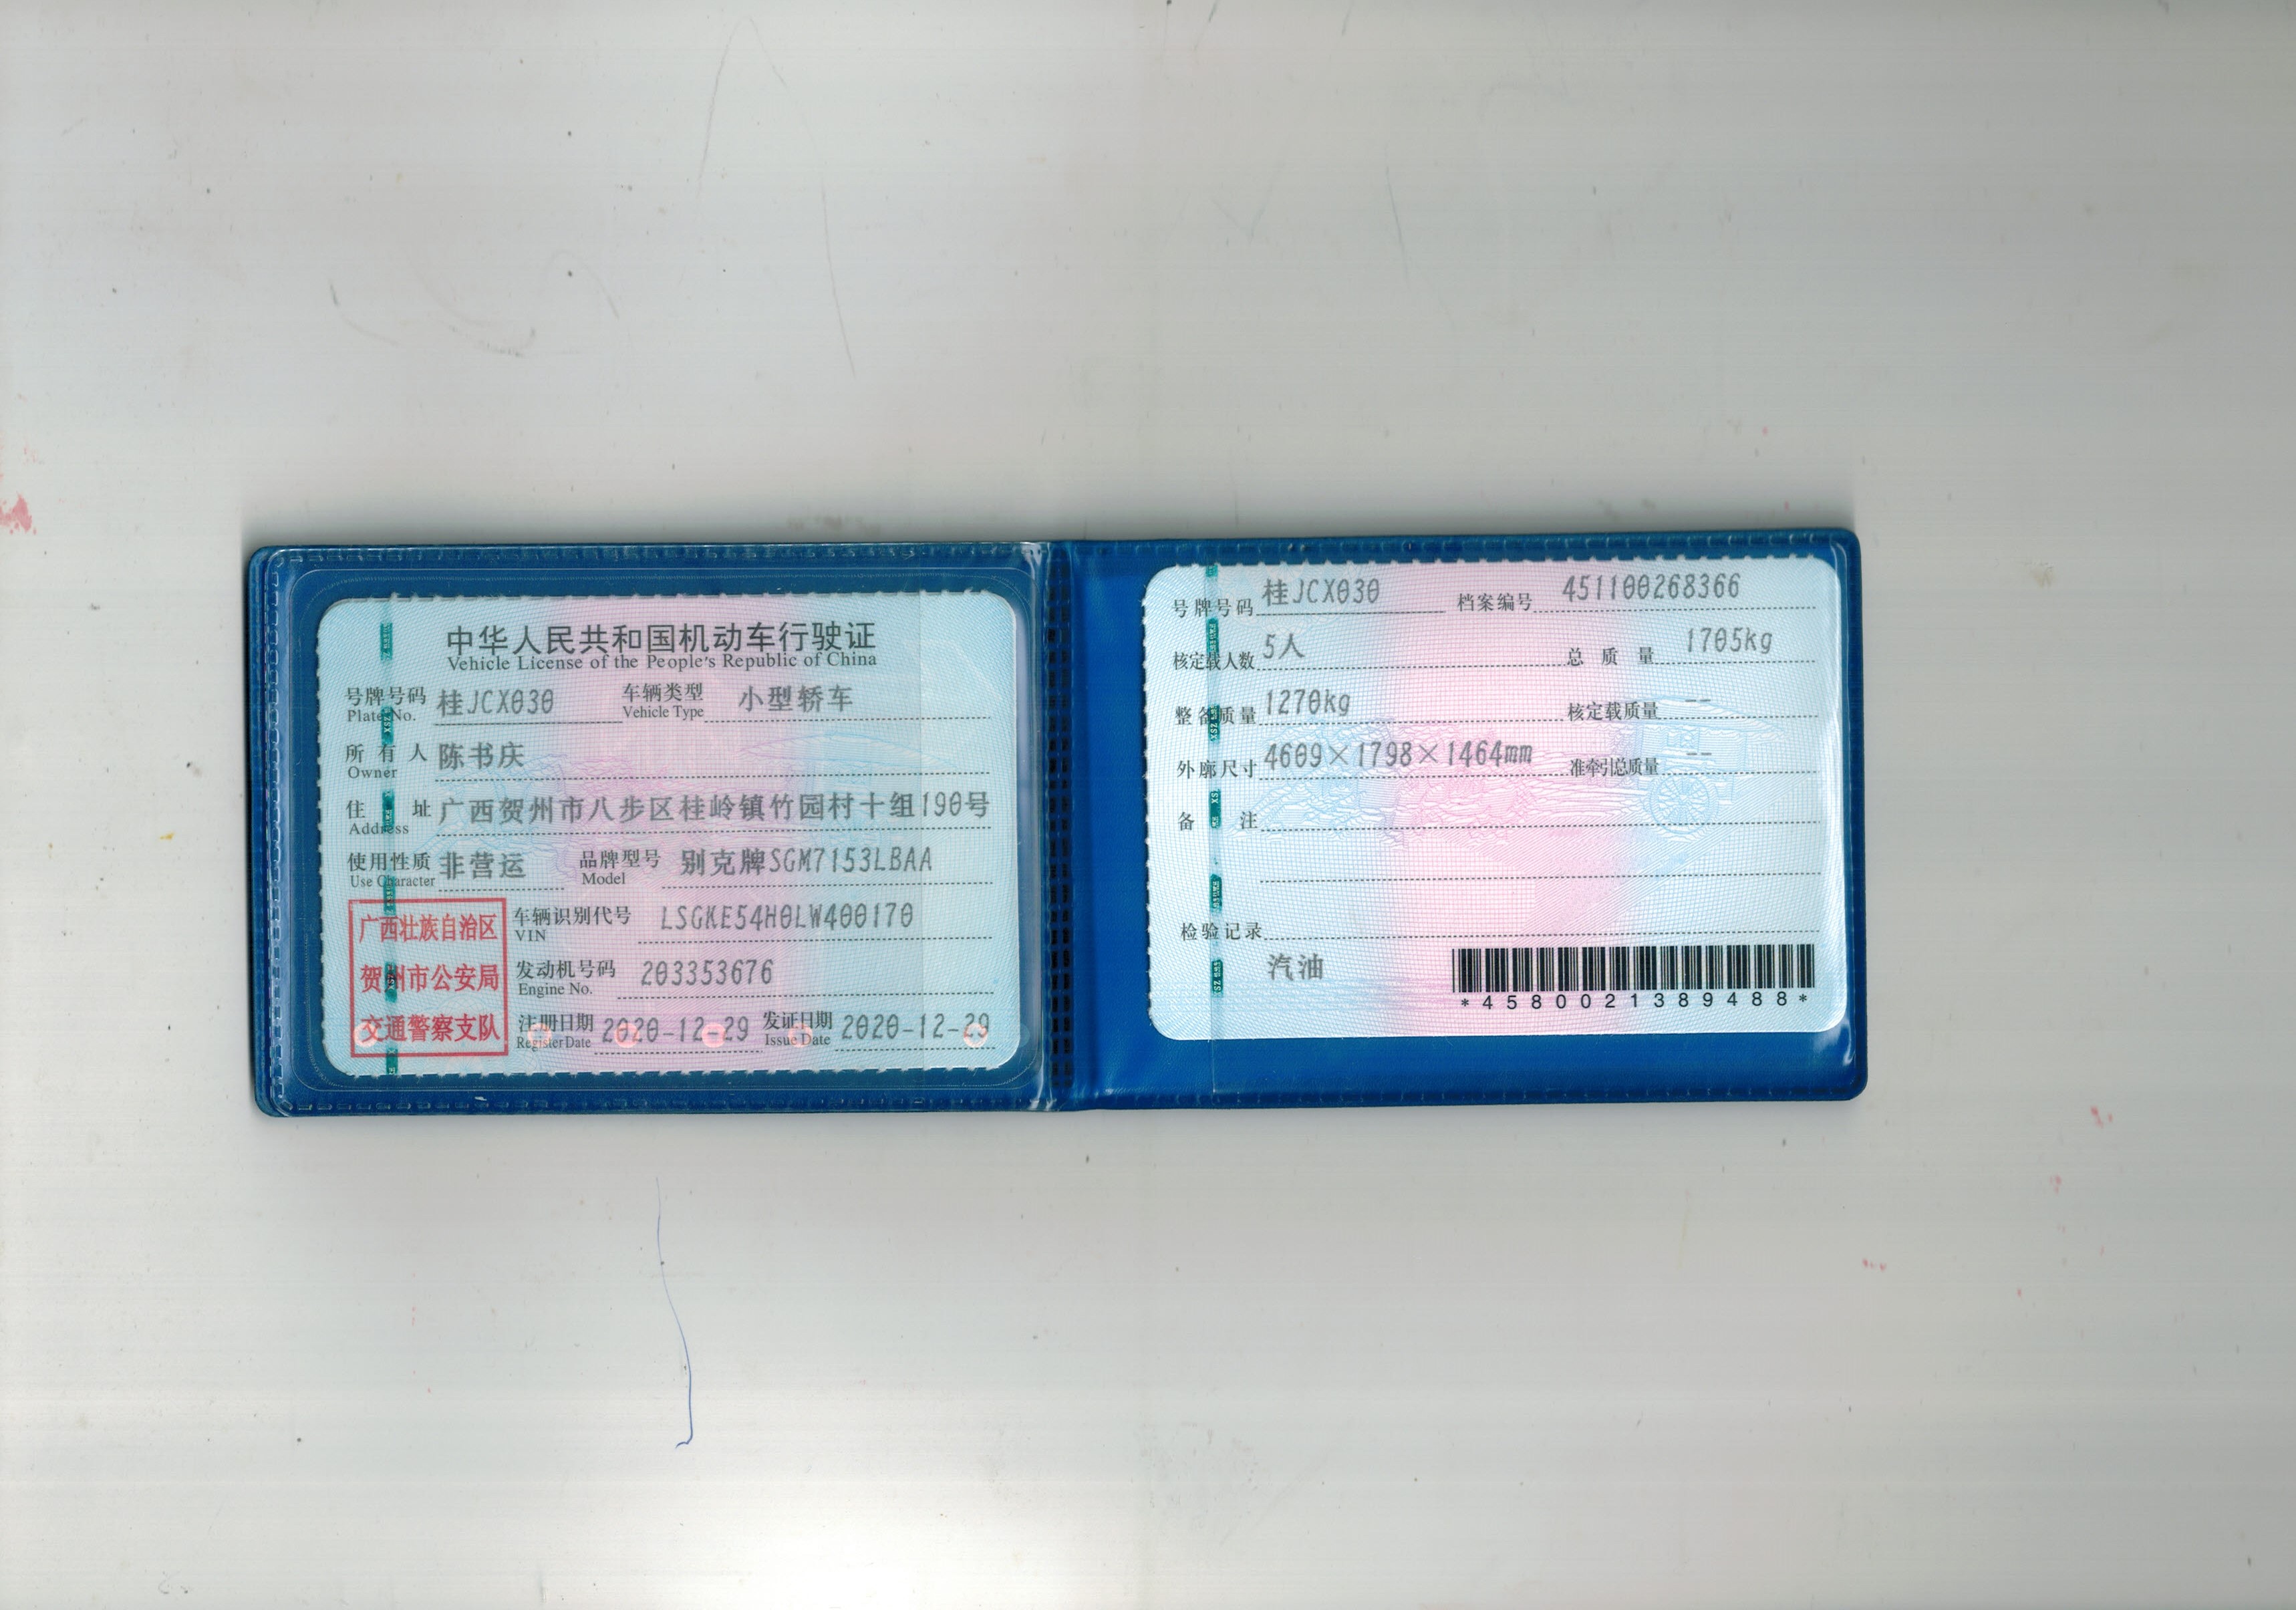 中华人民共和国机动车行驶证
Vehicle License of the People's Republic of China
号牌号码 桂JCX030 车辆类型 小型轿车
Plate No. Vehicle Type
所有人 陈书庆
Owner
住址 广西贺州市八步区桂岭镇竹园村十组190号
Address
使用性质 非营运 品牌型号 别克牌SGM7153LBAA
Use Character Model
广西壮族自治区
贺州市公安局
交通警察支队
车辆识别代号 LSGKE54H0LW400170
VIN
发动机号码 203353676
Engine No.
注册日期 2020-12-29 发证日期 2020-12-29
Register Date Issue Date
号牌号码 桂JCX030 档案编号 451100268366
核定载人数 5人 总质量 1705kg
整备质量 1270kg 核定载质量 --
外廓尺寸 4609×1798×1464mm 准牵引总质量 --
备注
检验记录
汽油
*4580021389488*